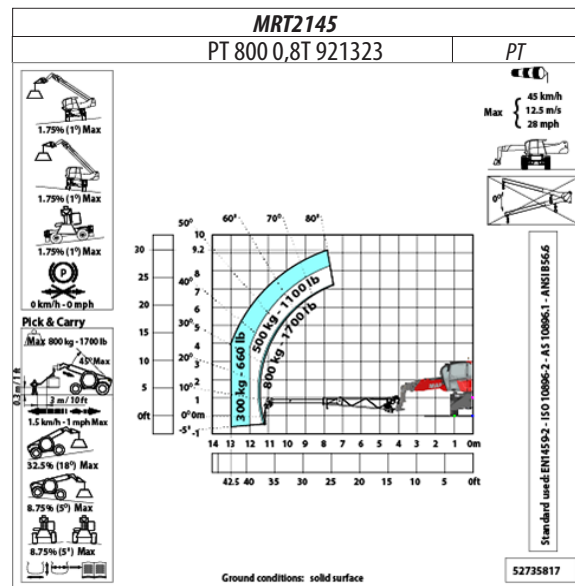 MRT2145
PT 800 0,8T 921323
PT
1.75% (1°) Max
1.75% (1°) Max
1.75% (1°) Max
P
0 km/h - 0 mph
Pick & Carry
Max 800 kg - 1700 lb
45° Max
0.3 m / 1 ft
3 m / 10 ft
1.5 km/h - 1 mph Max
32.5% (18°) Max
8.75% (5°) Max
8.75% (5°) Max
Max
45 km/h
12.5 m/s
28 mph
0°
50° 60° 70° 80°
40°
30°
20°
10°
0°
-5°
30
25
20
15
10
5
0ft
10
9.2
8
7
6
5
4
3
2
1
0m
-1
300 kg - 660 lb
500 kg - 1100 lb
800 kg - 1700 lb
14 13 12 11 10 9 8 7 6 5 4 3 2 1 0m
42.5 40 35 30 25 20 15 10 5 0ft
Standard used: EN1459-2 - ISO 10896-2 - AS 10896.1 - ANSI B56.6
Ground conditions: solid surface
52735817